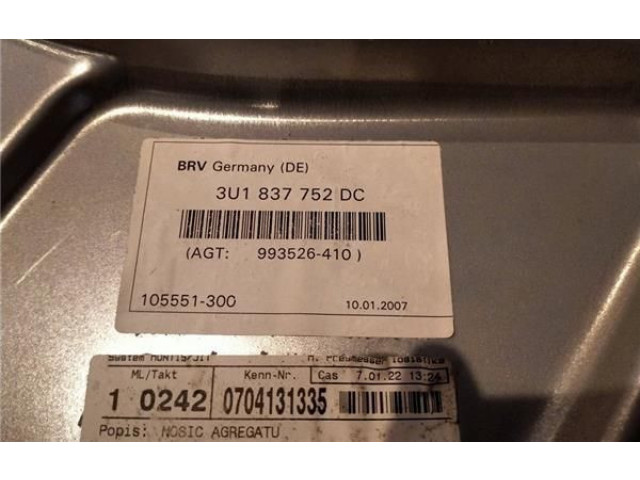 BRV Germany (DE)
3U1 837 752 DC
(AGT: 993526-410 )
105551-300
10.01.2007
System
ML/Takt Kenn-Nr. Cas 7.01.22 13:24
1 0242 0704131335
Popis: NOSIC AGREGATU